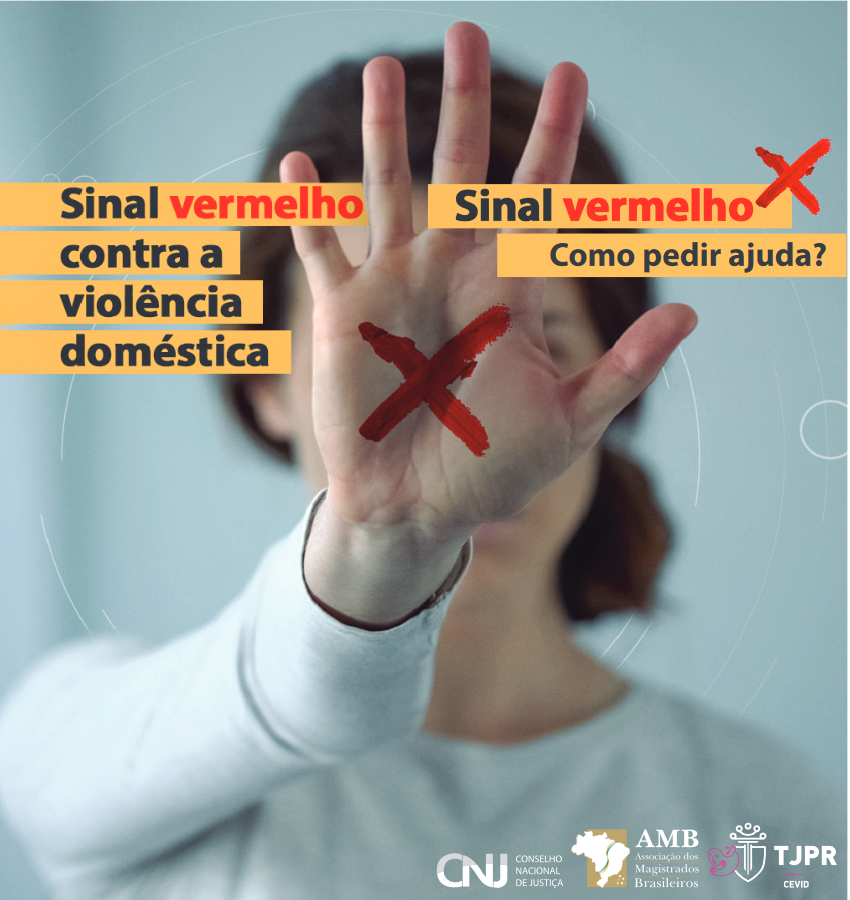 Sinal vermelho
contra a
violência
doméstica
Sinal vermelho
Como pedir ajuda?
CNJ
CONSELHO
NACIONAL
DE JUSTIÇA
AMB
Associação dos
Magistrados
Brasileiros
TJPR
CEVID